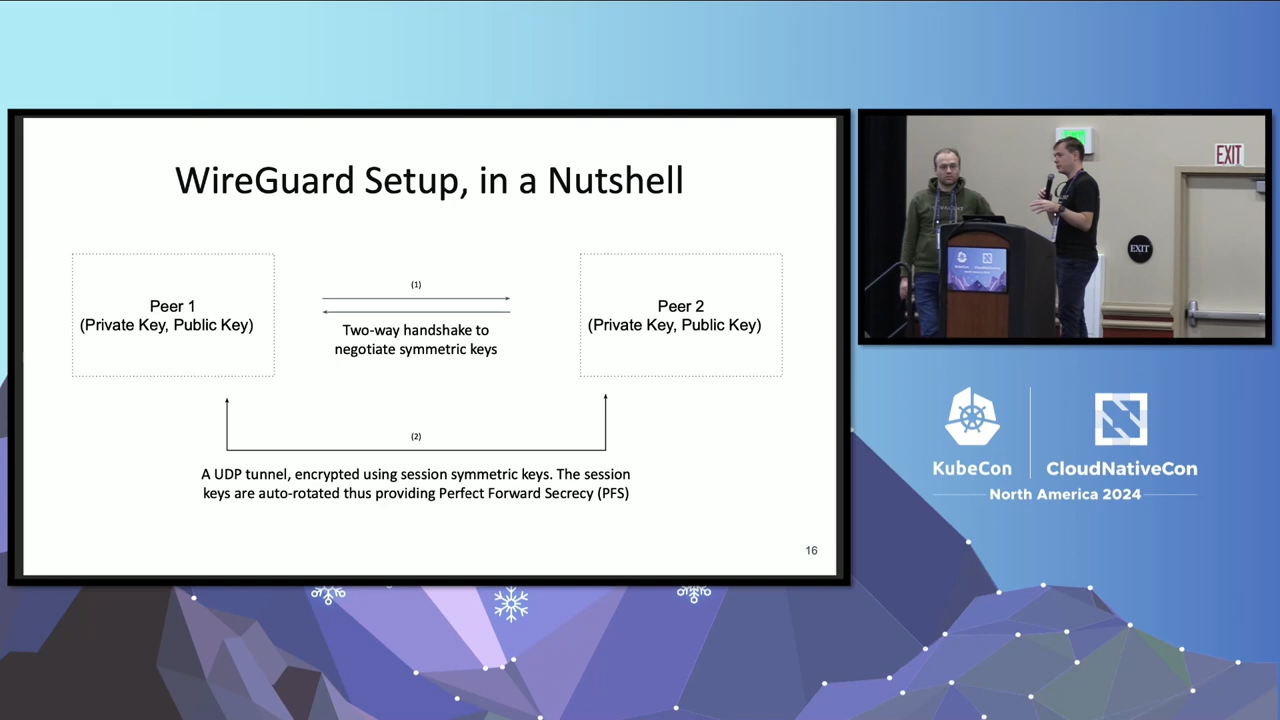 WireGuard Setup, in a Nutshell
Peer 1
(Private Key, Public Key)
(1)
Two-way handshake to
negotiate symmetric keys
Peer 2
(Private Key, Public Key)
(2)
A UDP tunnel, encrypted using session symmetric keys. The session
keys are auto-rotated thus providing Perfect Forward Secrecy (PFS)
16
EXIT
EXIT
KubeCon
CloudNativeCon
North America 2024